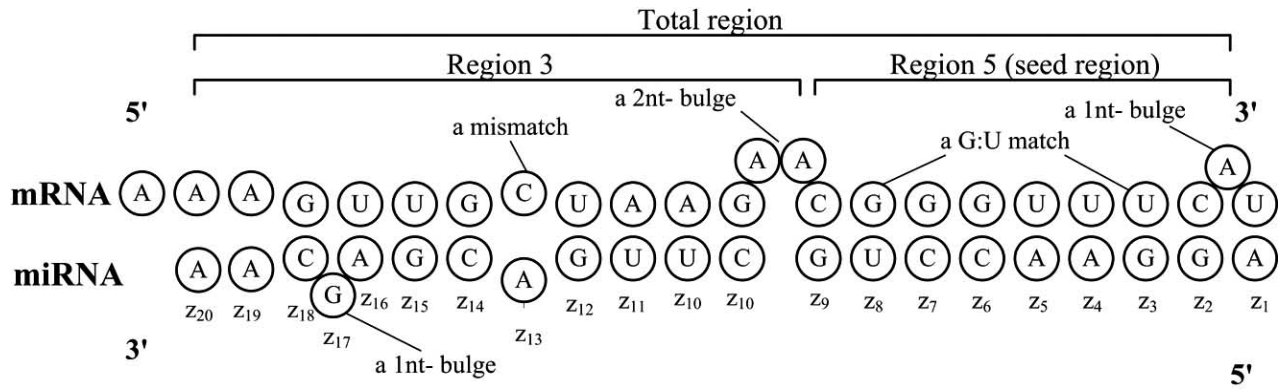 Total region
Region 3 Region 5 (seed region)
5' a 2nt- bulge 3'
a mismatch a G:U match a 1nt- bulge
A A A
mRNA A A A G U U G C U A A G C G G G U U U C U
miRNA A A C A G C A G U U C G U C C A A G G A
G
z20 z19 z18 z16 z15 z14 z12 z11 z10 z10 z9 z8 z7 z6 z5 z4 z3 z2 z1
z17 z13
3' a 1nt- bulge 5'